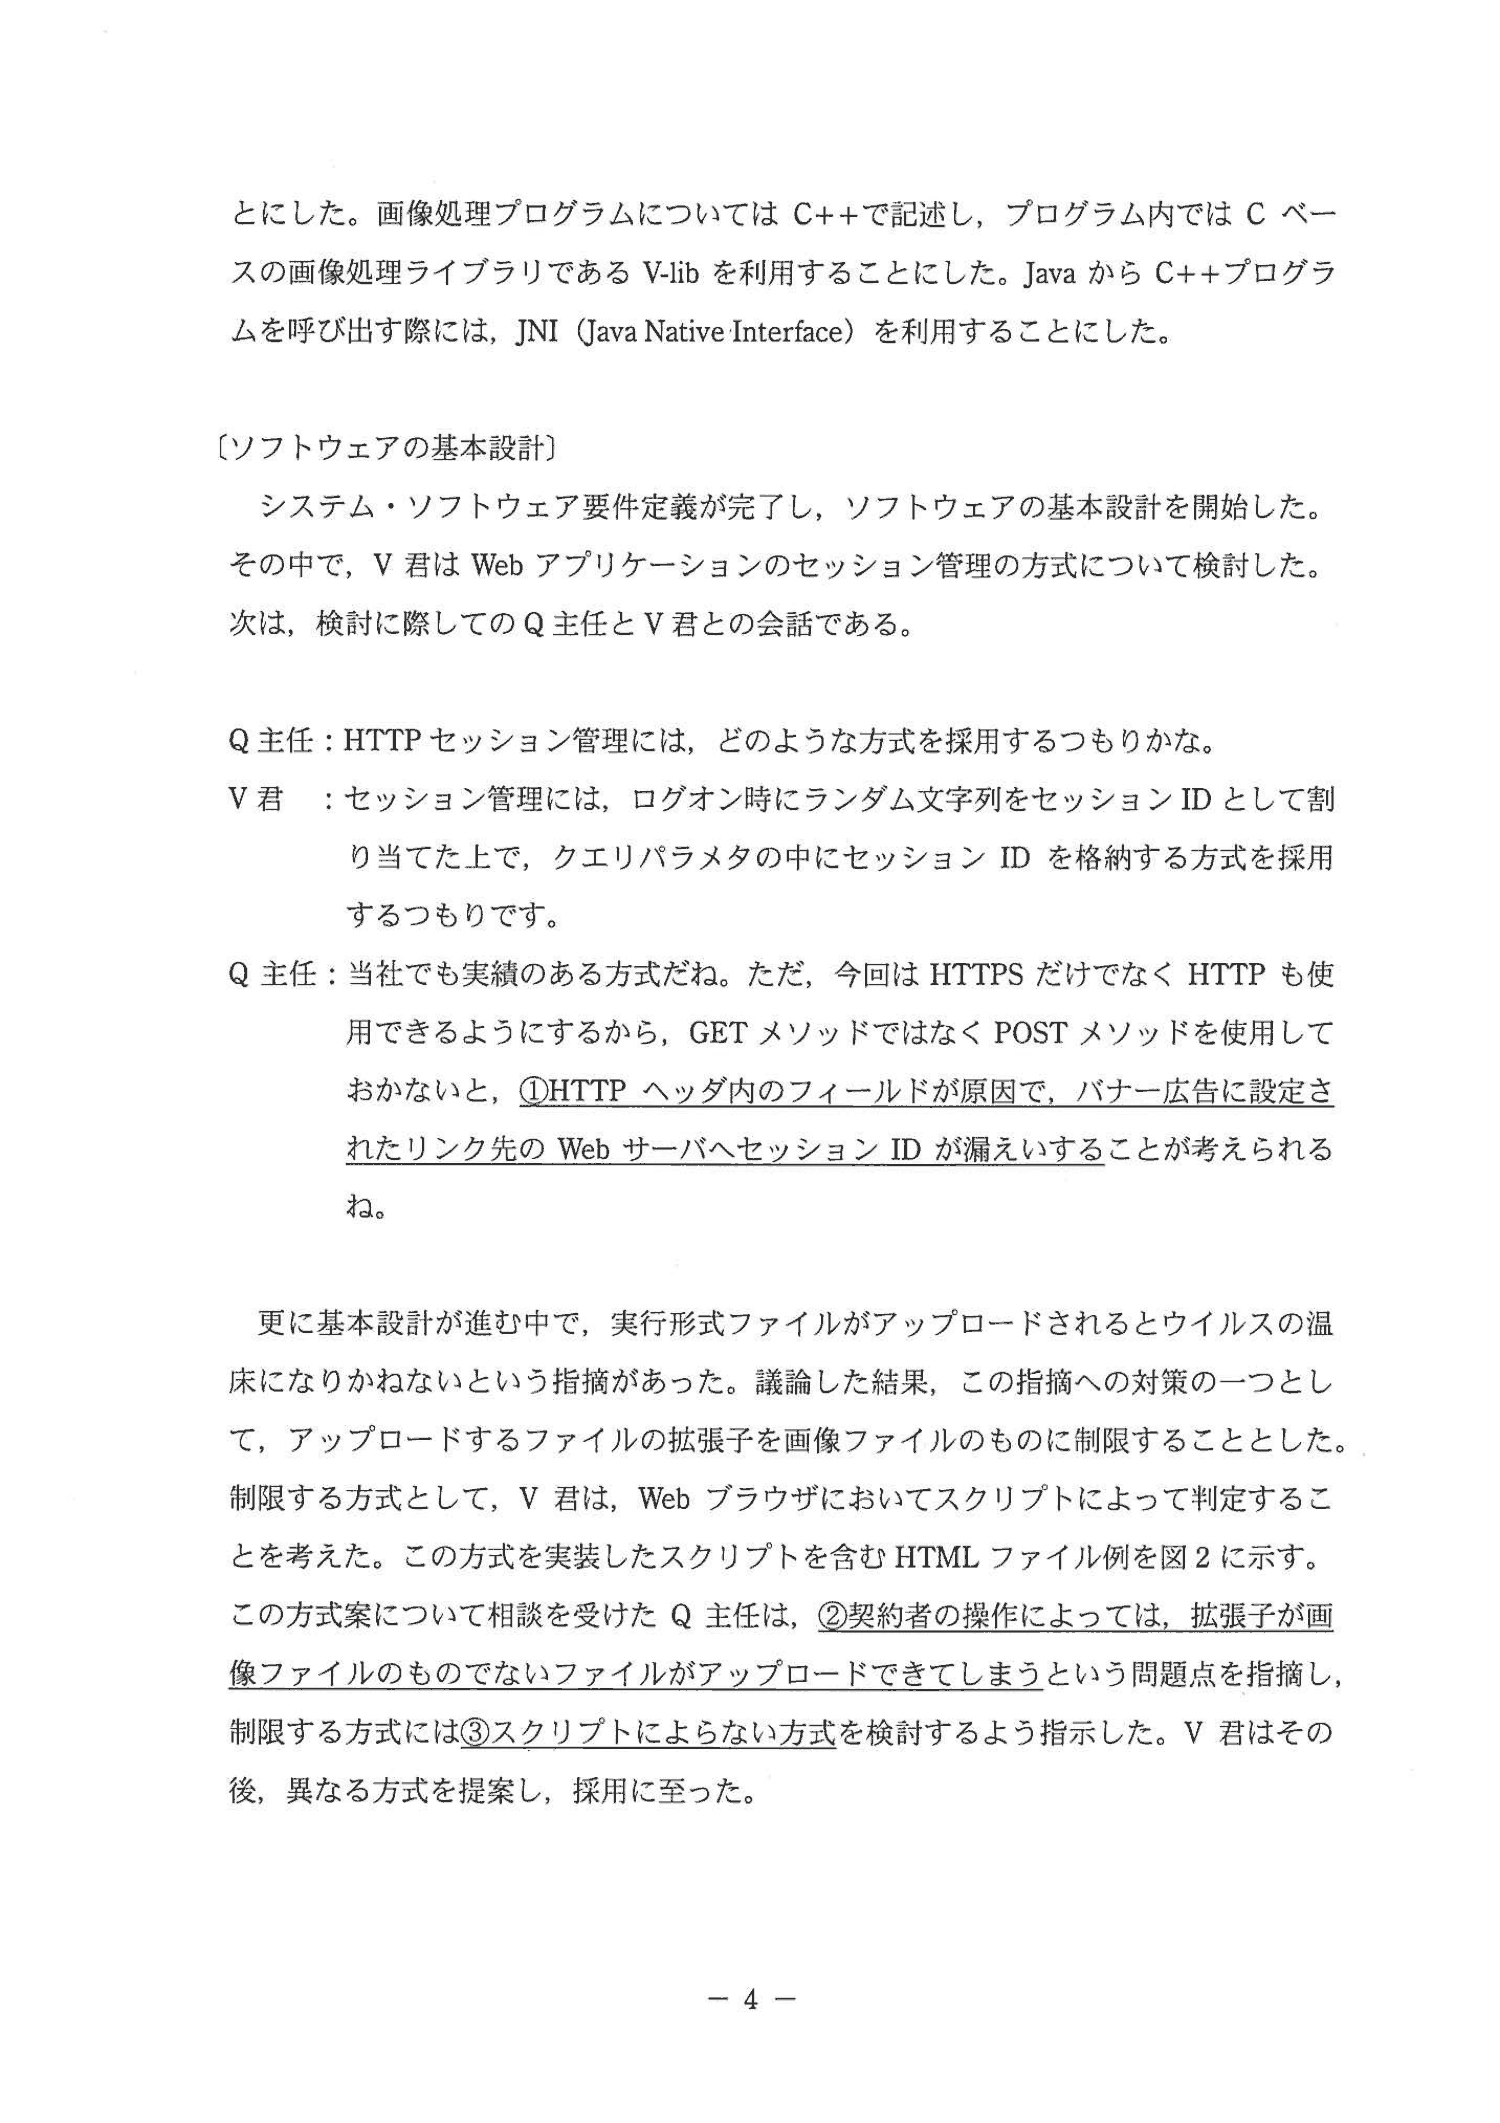 とにした。画像処理プログラムについては C++で記述し，プログラム内では C ベー
スの画像処理ライブラリである V-lib を利用することにした。Java から C++プログラ
ムを呼び出す際には，JNI（Java Native Interface）を利用することにした。
〔ソフトウェアの基本設計〕
システム・ソフトウェア要件定義が完了し，ソフトウェアの基本設計を開始した。
その中で，V 君は Web アプリケーションのセッション管理の方式について検討した。
次は，検討に際しての Q 主任と V 君との会話である。
Q 主任：HTTP セッション管理には，どのような方式を採用するつもりかな。
V 君　：セッション管理には，ログオン時にランダム文字列をセッション ID として割
り当てた上で，クエリパラメタの中にセッション ID を格納する方式を採用
するつもりです。
Q 主任：当社でも実績のある方式だね。ただ，今回は HTTPS だけでなく HTTP も使
用できるようにするから，GET メソッドではなく POST メソッドを使用して
おかないと，①HTTP ヘッダ内のフィールドが原因で，バナー広告に設定さ
れたリンク先の Web サーバへセッション ID が漏えいすることが考えられる
ね。
更に基本設計が進む中で，実行形式ファイルがアップロードされるとウイルスの温
床になりかねないという指摘があった。議論した結果，この指摘への対策の一つとし
て，アップロードするファイルの拡張子を画像ファイルのものに制限することとした。
制限する方式として，V 君は，Web ブラウザにおいてスクリプトによって判定するこ
とを考えた。この方式を実装したスクリプトを含む HTML ファイル例を図 2 に示す。
この方式案について相談を受けた Q 主任は，②契約者の操作によっては，拡張子が画
像ファイルのものでないファイルがアップロードできてしまうという問題点を指摘し，
制限する方式には③スクリプトによらない方式を検討するよう指示した。V 君はその
後，異なる方式を提案し，採用に至った。
－ 4 －